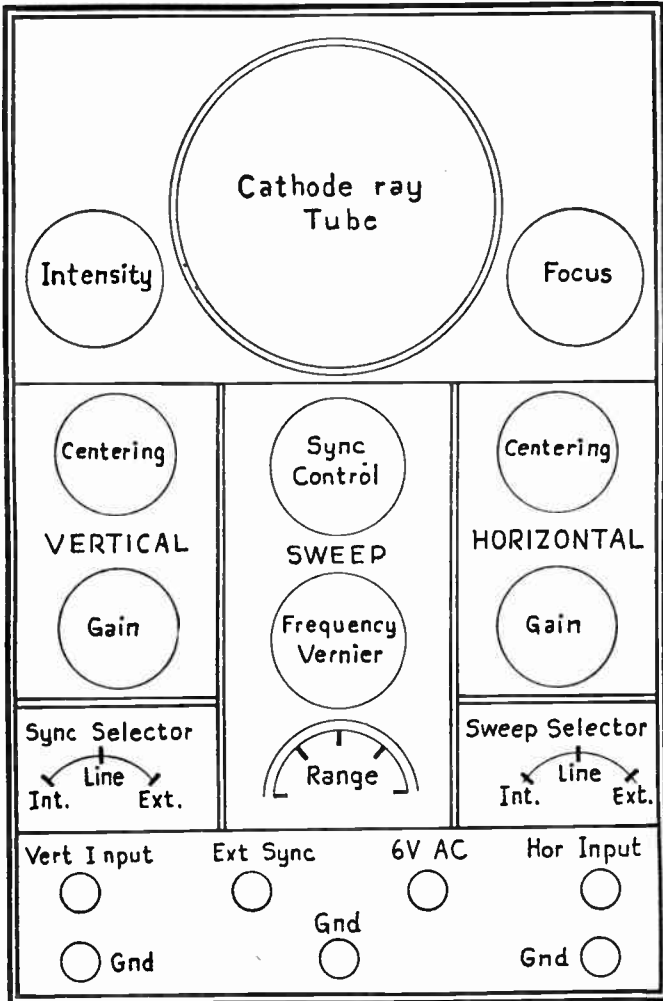 Cathode ray
Tube
Intensity
Focus
Centering
VERTICAL
Gain
Sync
Control
SWEEP
Frequency
Vernier
Range
Centering
HORIZONTAL
Gain
Sync Selector
Int. Line Ext.
Sweep Selector
Int. Line Ext.
Vert Input Ext Sync 6V AC Hor Input
Gnd Gnd Gnd